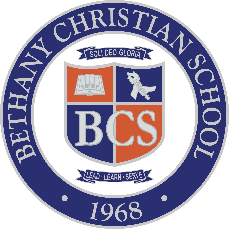 BETHANY CHRISTIAN SCHOOL
SOLI DEO GLORIA
BCS
LEAD · LEARN · SERVE
· 1968 ·